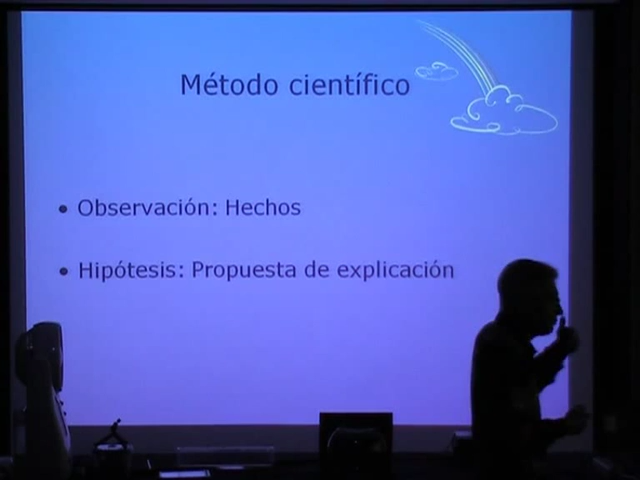 Método científico
• Observación: Hechos
• Hipótesis: Propuesta de explicación